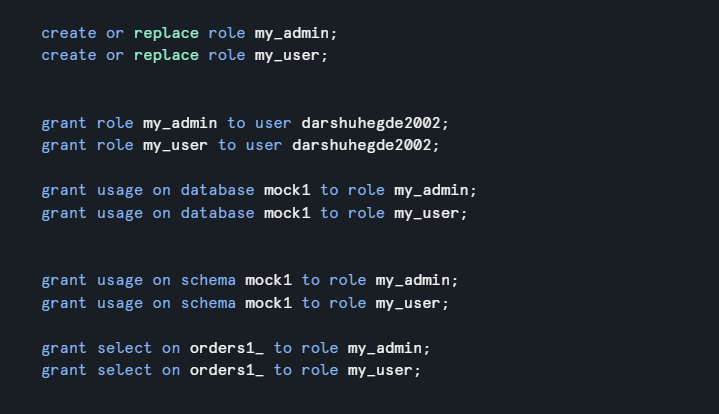 create or replace role my_admin;
create or replace role my_user;
grant role my_admin to user darshuhegde2002;
grant role my_user to user darshuhegde2002;
grant usage on database mock1 to role my_admin;
grant usage on database mock1 to role my_user;
grant usage on schema mock1 to role my_admin;
grant usage on schema mock1 to role my_user;
grant select on orders1_ to role my_admin;
grant select on orders1_ to role my_user;